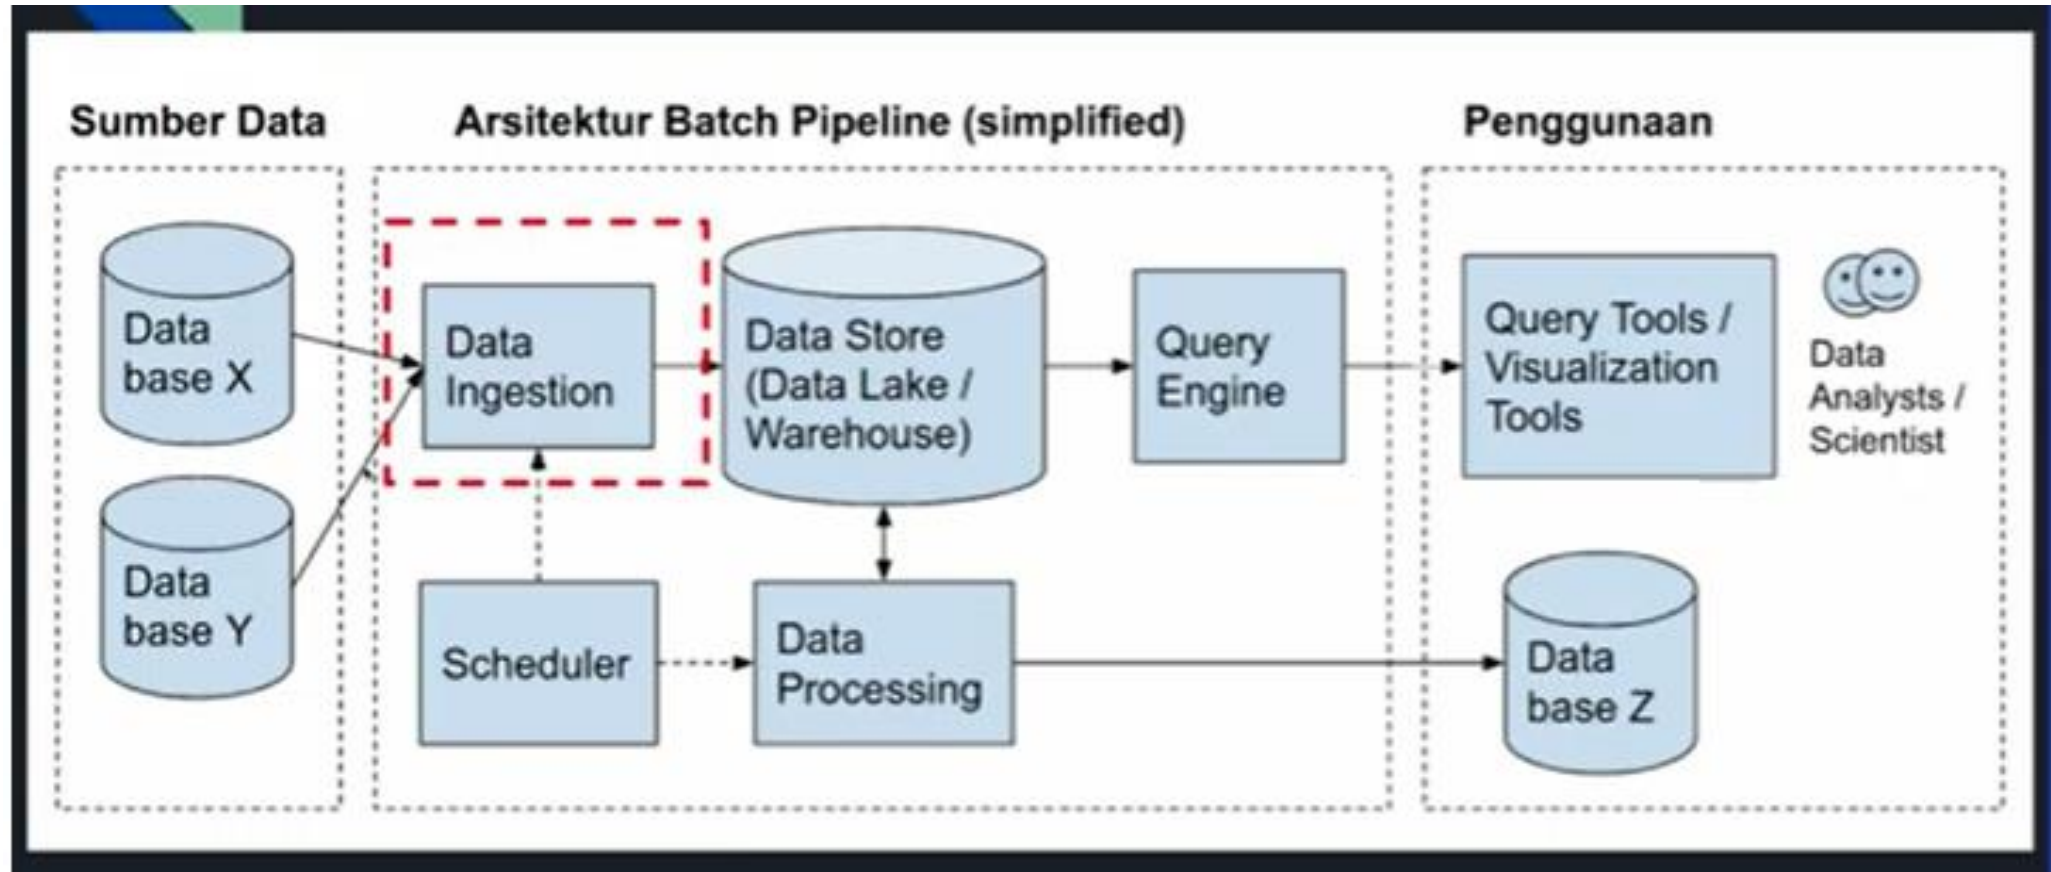 Sumber Data
Arsitektur Batch Pipeline (simplified)
Penggunaan
Data
base X
Data
base Y
Data
Ingestion
Data Store
(Data Lake /
Warehouse)
Query
Engine
Scheduler
Data
Processing
Query Tools /
Visualization
Tools
Data
Analysts /
Scientist
Data
base Z